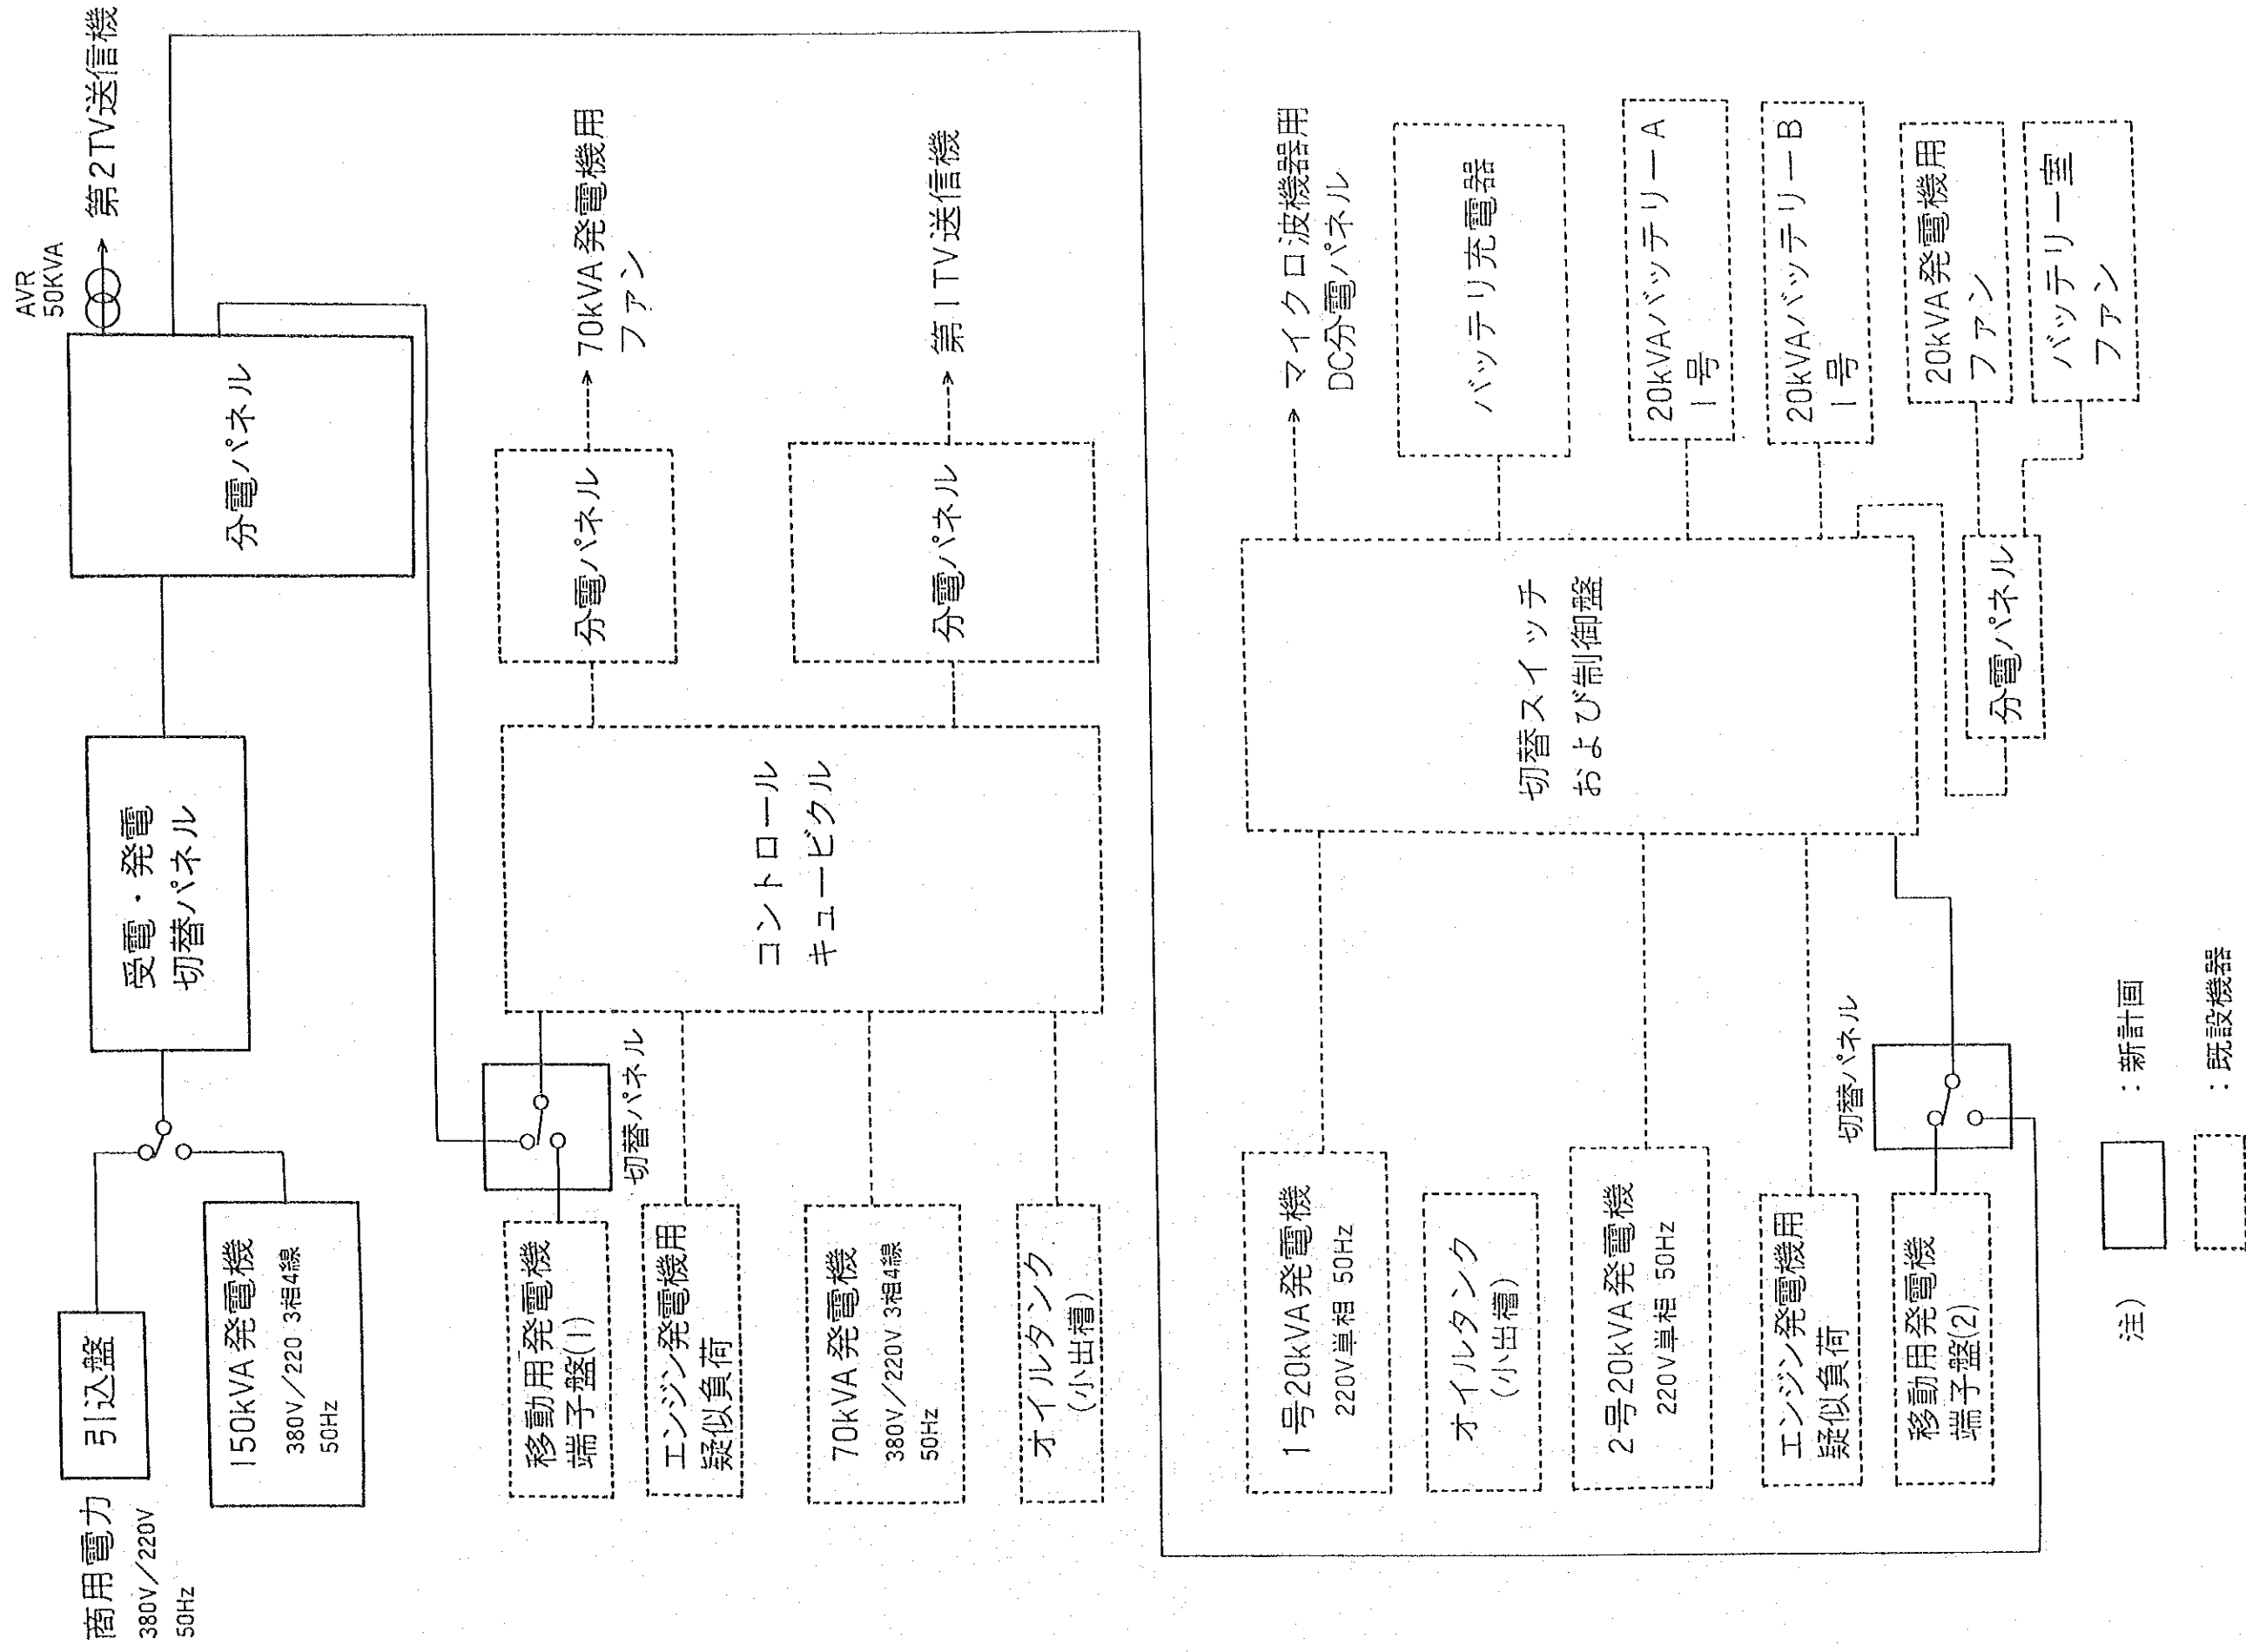 商用電力
380V／220V
50Hz
引込盤
150kVA発電機
380V／220 3相4線
50Hz
受電・発電
切替パネル
分電パネル
AVR
50KVA
第2TV送信機
移動用発電機
端子盤(1)
切替パネル
エンジン発電機用
疑似負荷
70kVA発電機
380V／220V 3相4線
50Hz
オイルタンク
(小出槽)
コントロール
キュービクル
分電パネル
70kVA発電機用
ファン
分電パネル
第1TV送信機
1号20kVA発電機
220V単相 50Hz
オイルタンク
(小出槽)
2号20kVA発電機
220V単相 50Hz
エンジン発電機用
疑似負荷
移動用発電機
端子盤(2)
切替パネル
切替スイッチ
および制御盤
マイクロ波機器用
DC分電パネル
バッテリ充電器
20kVAバッテリーA
1号
20kVAバッテリーB
1号
分電パネル
20kVA発電機用
ファン
バッテリー室
ファン
注)
：新計画
：既設機器